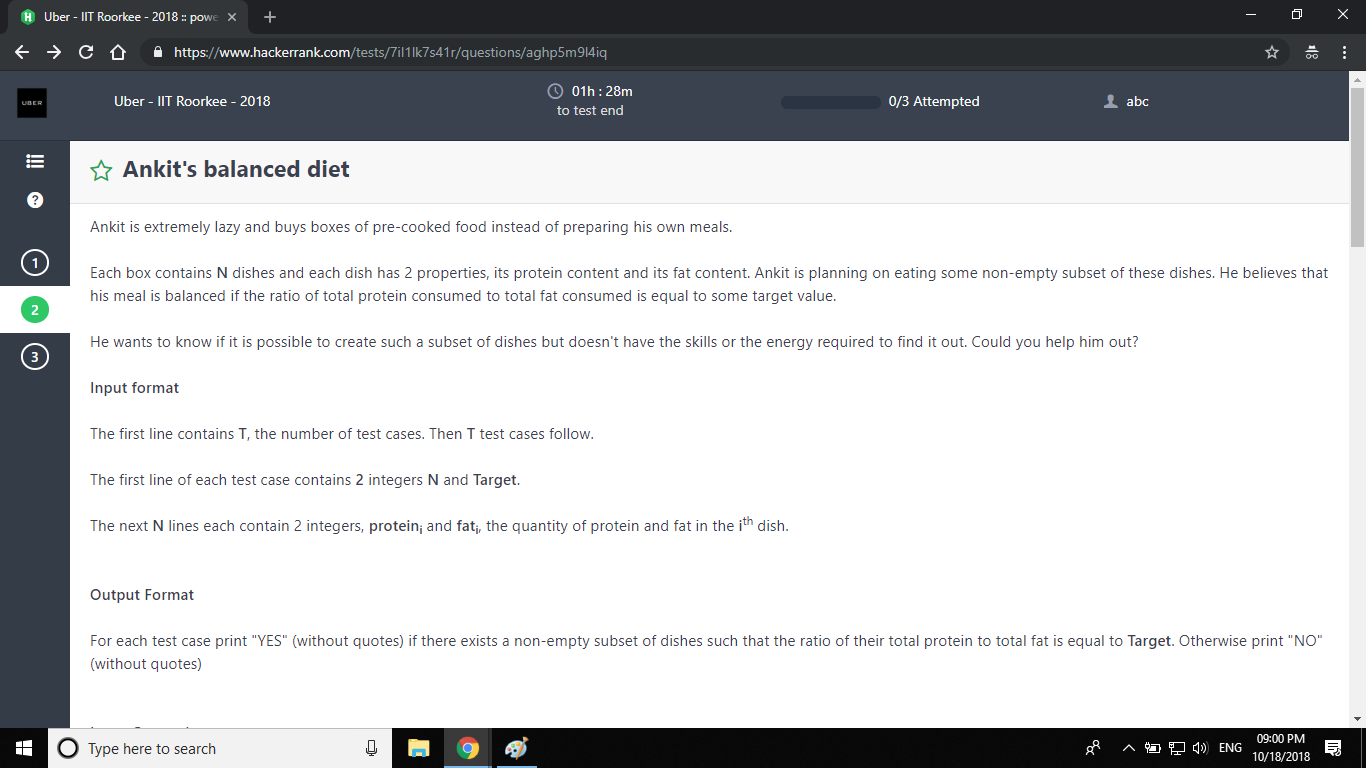 Uber - IIT Roorkee - 2018 :: powe
https://www.hackerrank.com/tests/7il1lk7s41r/questions/aghp5m9l4iq
UBER
Uber - IIT Roorkee - 2018
01h : 28m
to test end
0/3 Attempted
abc
?
1
2
3
Ankit's balanced diet
Ankit is extremely lazy and buys boxes of pre-cooked food instead of preparing his own meals.
Each box contains N dishes and each dish has 2 properties, its protein content and its fat content. Ankit is planning on eating some non-empty subset of these dishes. He believes that
his meal is balanced if the ratio of total protein consumed to total fat consumed is equal to some target value.
He wants to know if it is possible to create such a subset of dishes but doesn't have the skills or the energy required to find it out. Could you help him out?
Input format
The first line contains T, the number of test cases. Then T test cases follow.
The first line of each test case contains 2 integers N and Target.
The next N lines each contain 2 integers, proteini and fati, the quantity of protein and fat in the ith dish.
Output Format
For each test case print "YES" (without quotes) if there exists a non-empty subset of dishes such that the ratio of their total protein to total fat is equal to Target. Otherwise print "NO"
(without quotes)
Type here to search
ENG
09:00 PM
10/18/2018